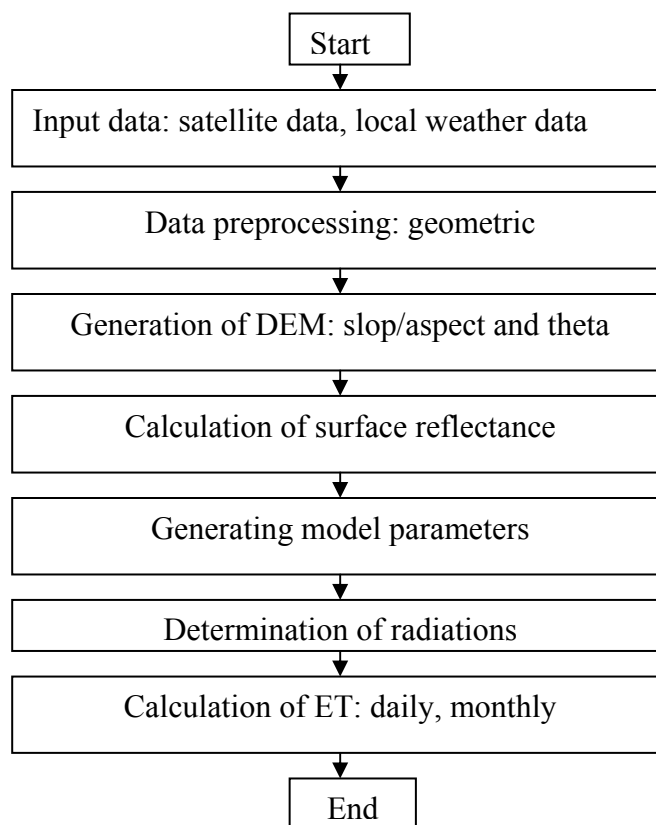 Start
Input data: satellite data, local weather data
Data preprocessing: geometric
Generation of DEM: slop/aspect and theta
Calculation of surface reflectance
Generating model parameters
Determination of radiations
Calculation of ET: daily, monthly
End